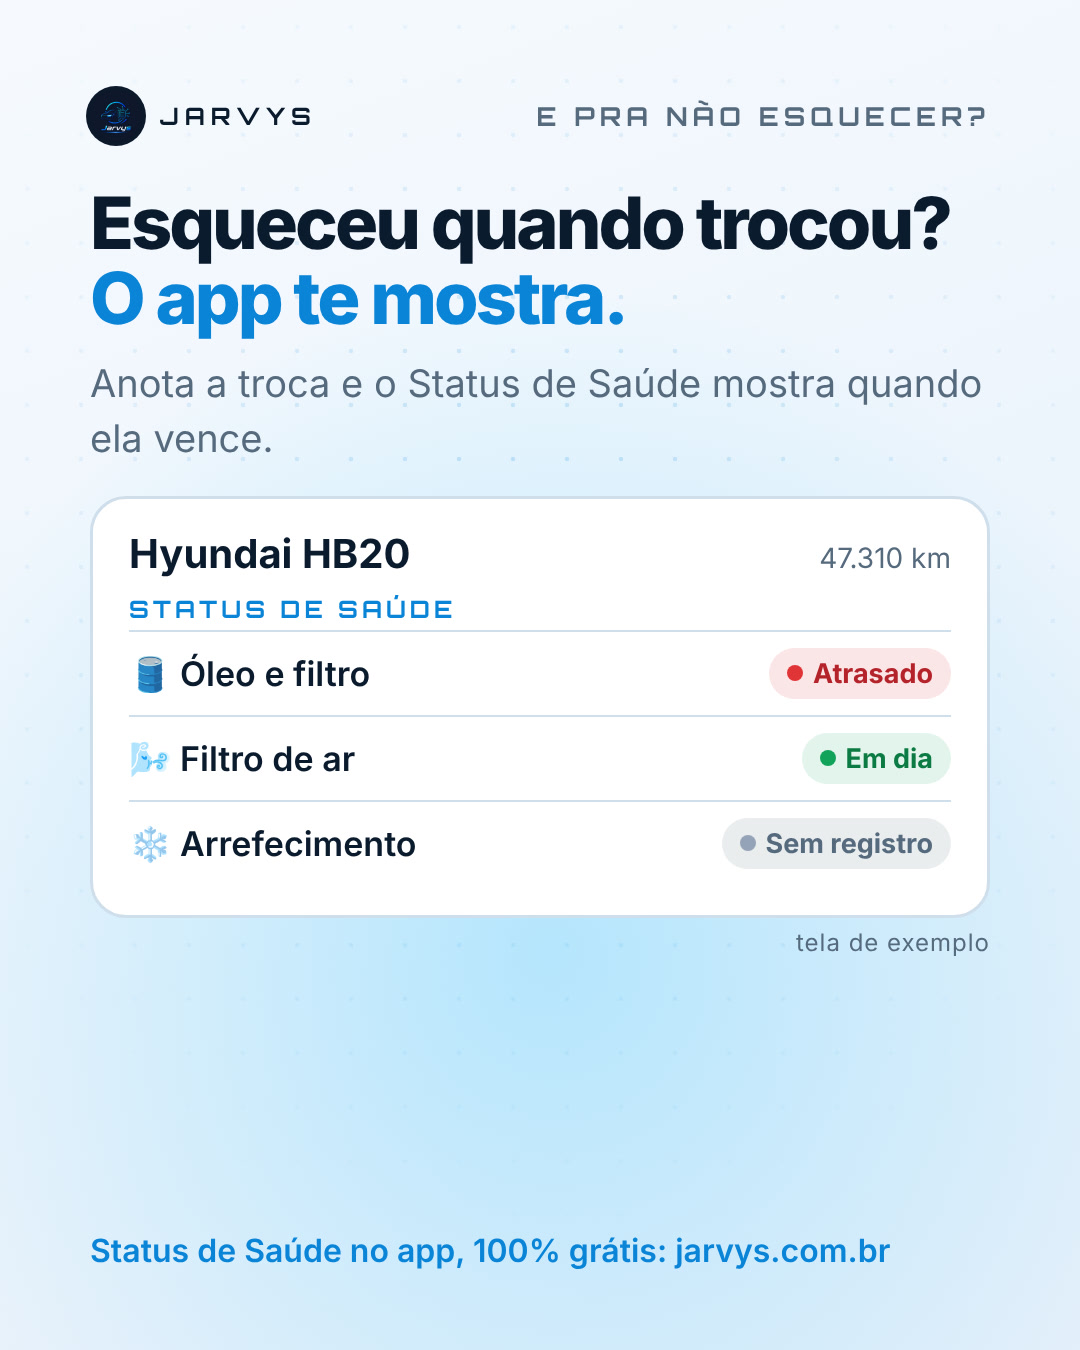 Jarvys
JARVYS
E PRA NÃO ESQUECER?
Esqueceu quando trocou?
O app te mostra.
Anota a troca e o Status de Saúde mostra quando
ela vence.
Hyundai HB20
47.310 km
STATUS DE SAÚDE
Óleo e filtro
Atrasado
Filtro de ar
Em dia
Arrefecimento
Sem registro
tela de exemplo
Status de Saúde no app, 100% grátis: jarvys.com.br